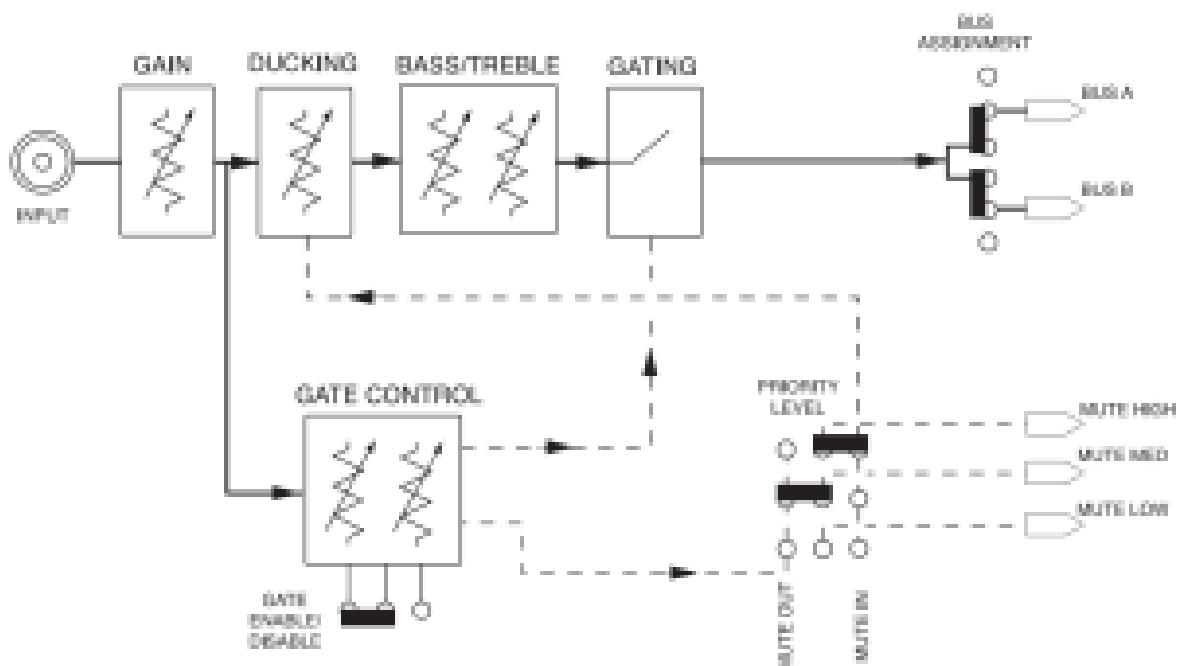 BUS
ASSIGNMENT
GAIN
DUCKING
BASS/TREBLE
GATING
BUS A
INPUT
BUS B
GATE CONTROL
PRIORITY
LEVEL
MUTE HIGH
MUTE MED
MUTE LOW
GATE
ENABLE/
DISABLE
MUTE OUT
MUTE IN